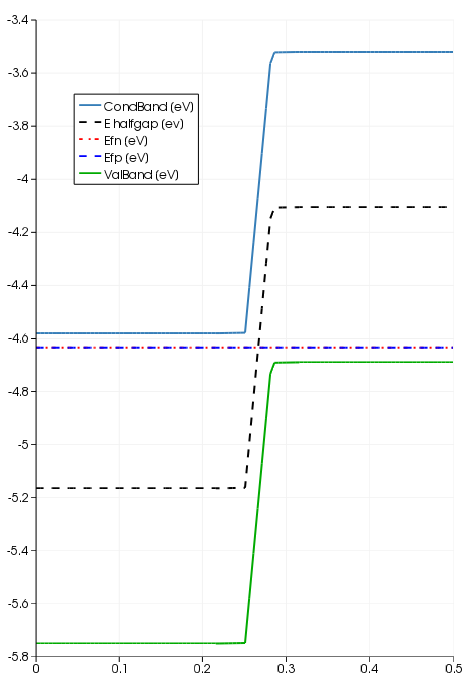 -3.4
-3.6
-3.8
-4
-4.2
-4.4
-4.6
-4.8
-5
-5.2
-5.4
-5.6
-5.8
CondBand (eV)
E halfgap (ev)
Efn (eV)
Efp (eV)
ValBand (eV)
0 0.1 0.2 0.3 0.4 0.5